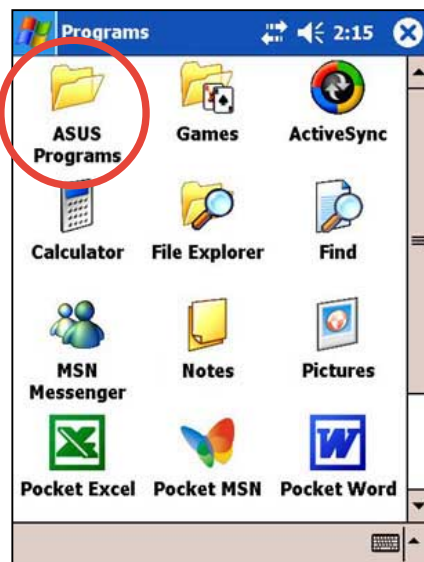 Programs 2:15
ASUS Programs Games ActiveSync
Calculator File Explorer Find
MSN Messenger Notes Pictures
Pocket Excel Pocket MSN Pocket Word